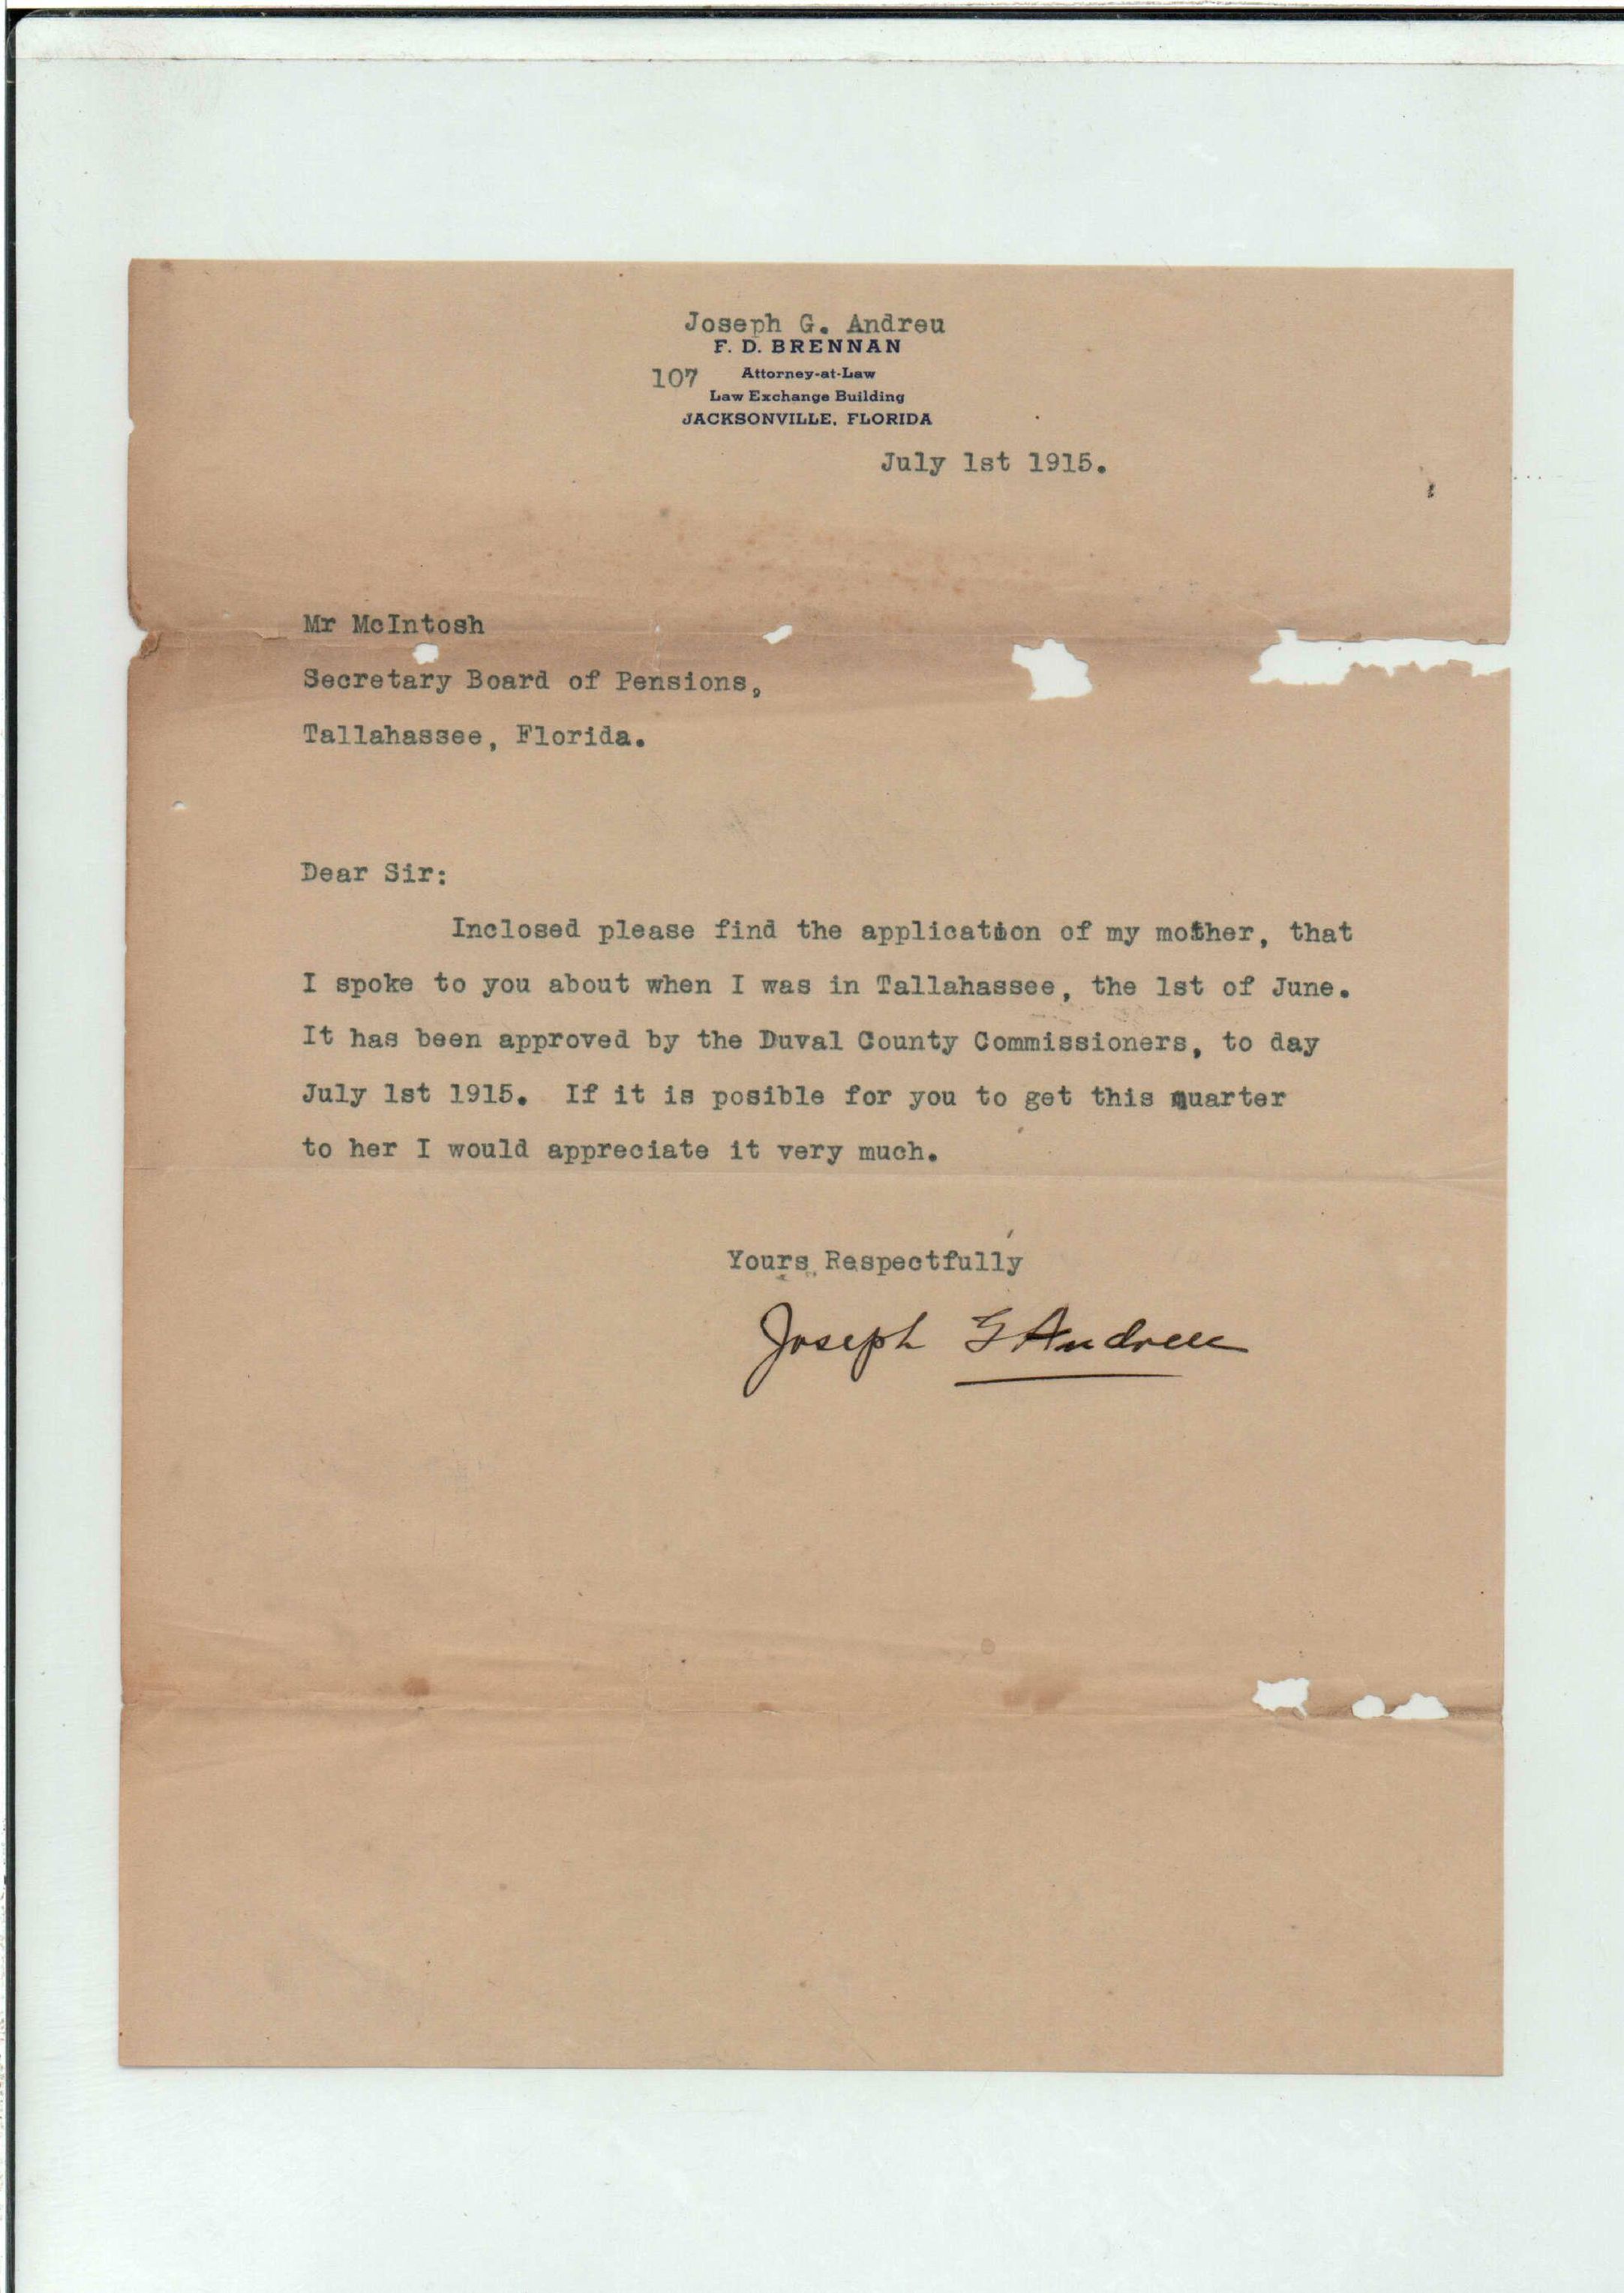 Joseph G. Andreu
F. D. BRENNAN
107 Attorney-at-Law
Law Exchange Building
JACKSONVILLE, FLORIDA
July 1st 1915.
Mr McIntosh
Secretary Board of Pensions,
Tallahassee, Florida.
Dear Sir:
Inclosed please find the application of my mother, that
I spoke to you about when I was in Tallahassee, the 1st of June.
It has been approved by the Duval County Commissioners, to day
July 1st 1915. If it is posible for you to get this quarter
to her I would appreciate it very much.
Yours Respectfully
Joseph G Andreu